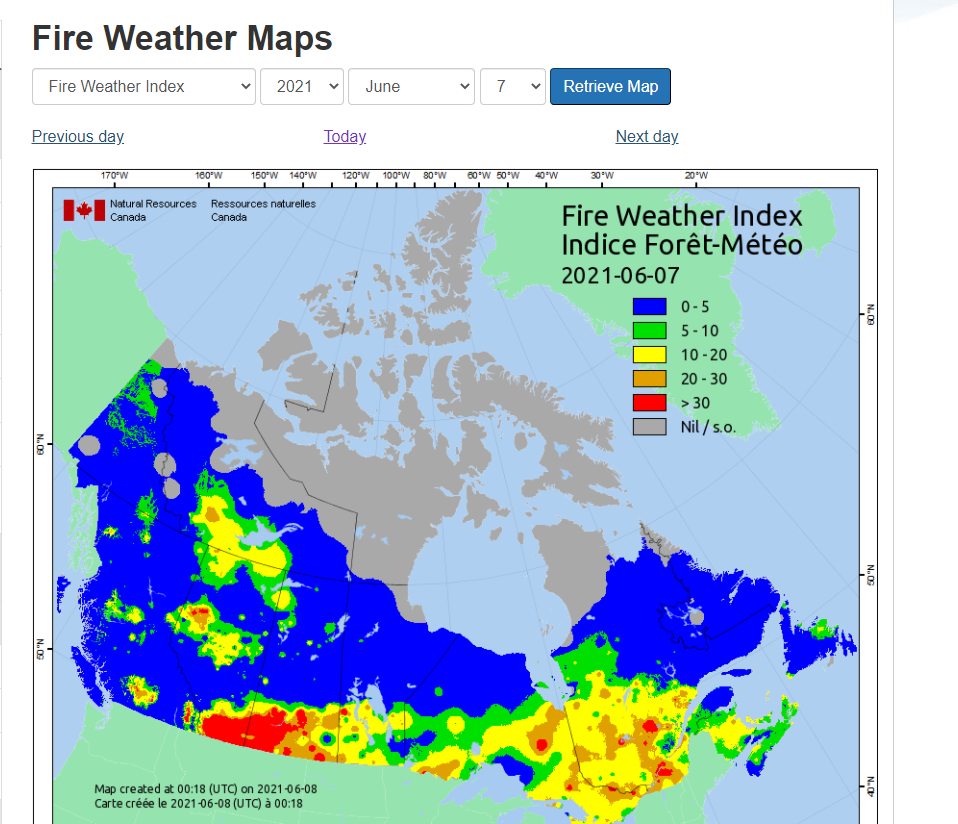 Fire Weather Maps
Fire Weather Index 2021 June 7 Retrieve Map
Previous day Today Next day
170°W 160°W 150°W 140°W 120°W 100°W 80°W 60°W 50°W 40°W 30°W 20°W
Natural Resources Ressources naturelles
Canada Canada
Fire Weather Index
Indice Forêt-Météo
2021-06-07
0 - 5
5 - 10
10 - 20
20 - 30
> 30
Nil / s.o.
60°N
60°N
50°N
50°N
40°N
Map created at 00:18 (UTC) on 2021-06-08
Carte créée le 2021-06-08 (UTC) à 00:18